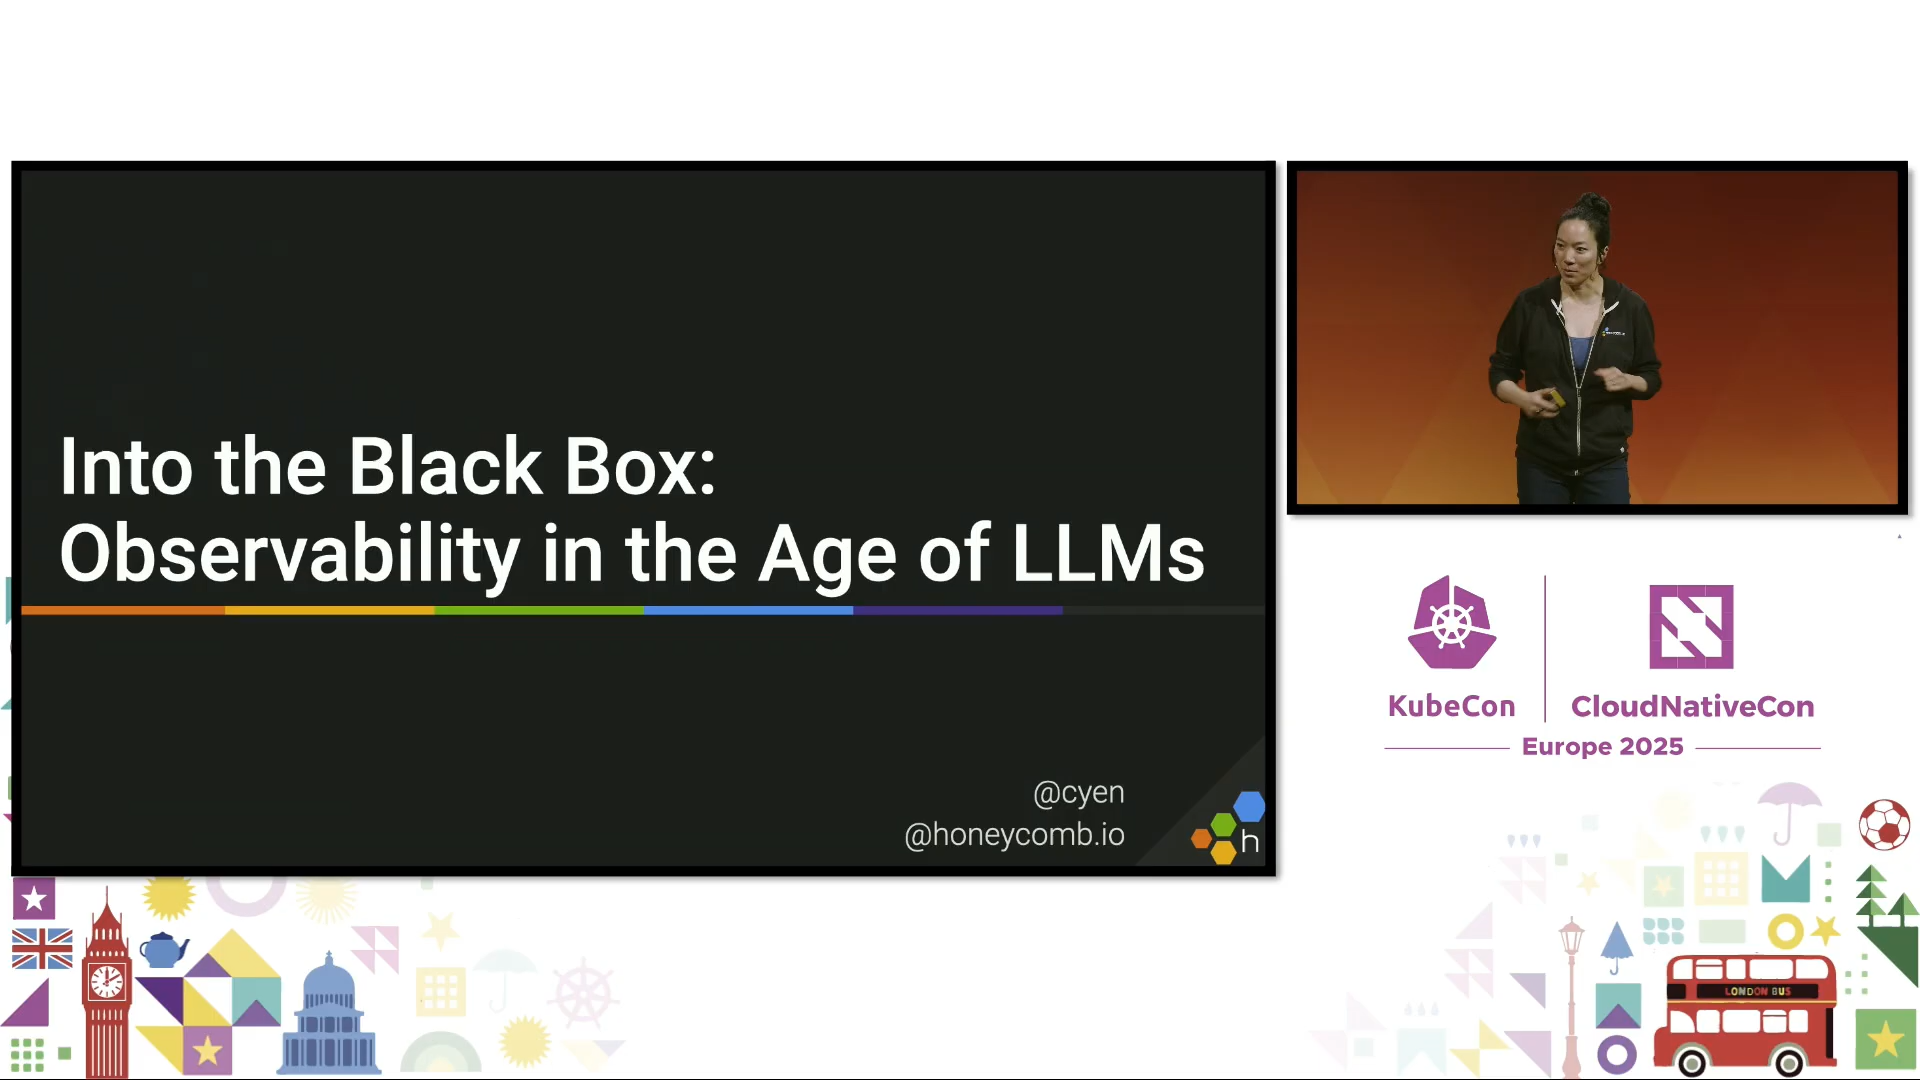 Into the Black Box:
Observability in the Age of LLMs
@cyen
@honeycomb.io
h
KubeCon
CloudNativeCon
Europe 2025
LONDON BUS